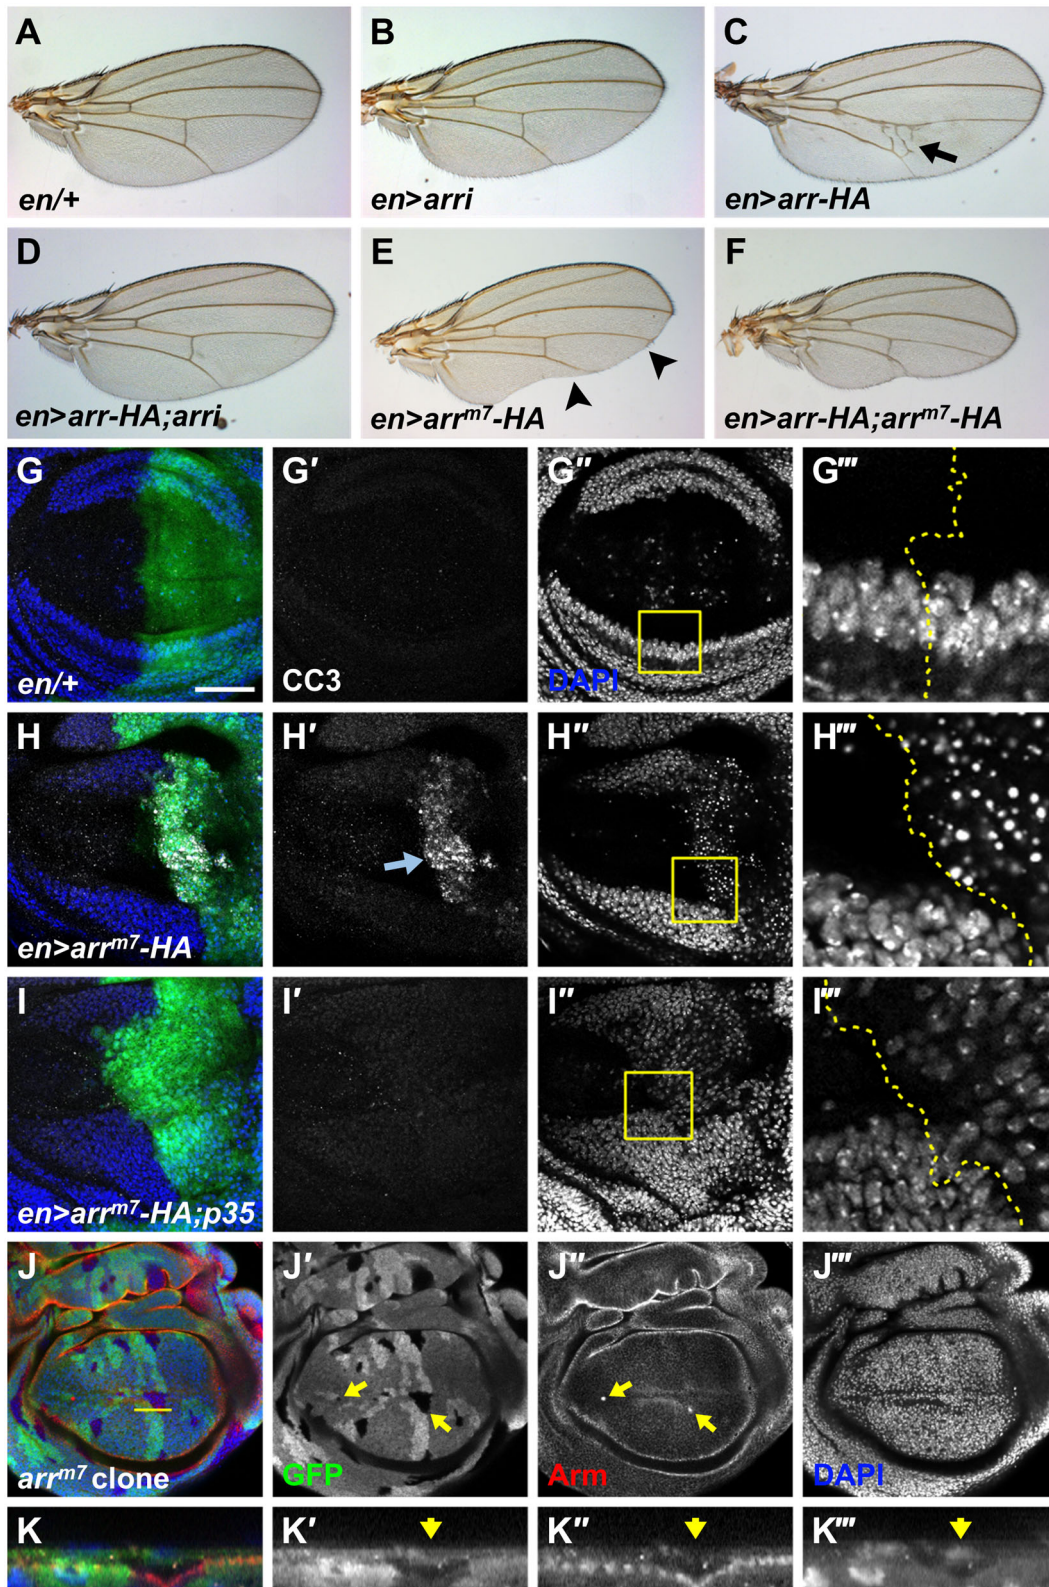 A
en/+
B
en>arri
C
en>arr-HA
D
en>arr-HA;arri
E
en>arrᵐ⁷-HA
F
en>arr-HA;arrᵐ⁷-HA
G
en/+
G′
CC3
G″
DAPI
G‴
H
en>arrᵐ⁷-HA
H′
H″
H‴
I
en>arrᵐ⁷-HA;p35
I′
I″
I‴
J
arrᵐ⁷ clone
J′
GFP
J″
Arm
J‴
DAPI
K
K′
K″
K‴